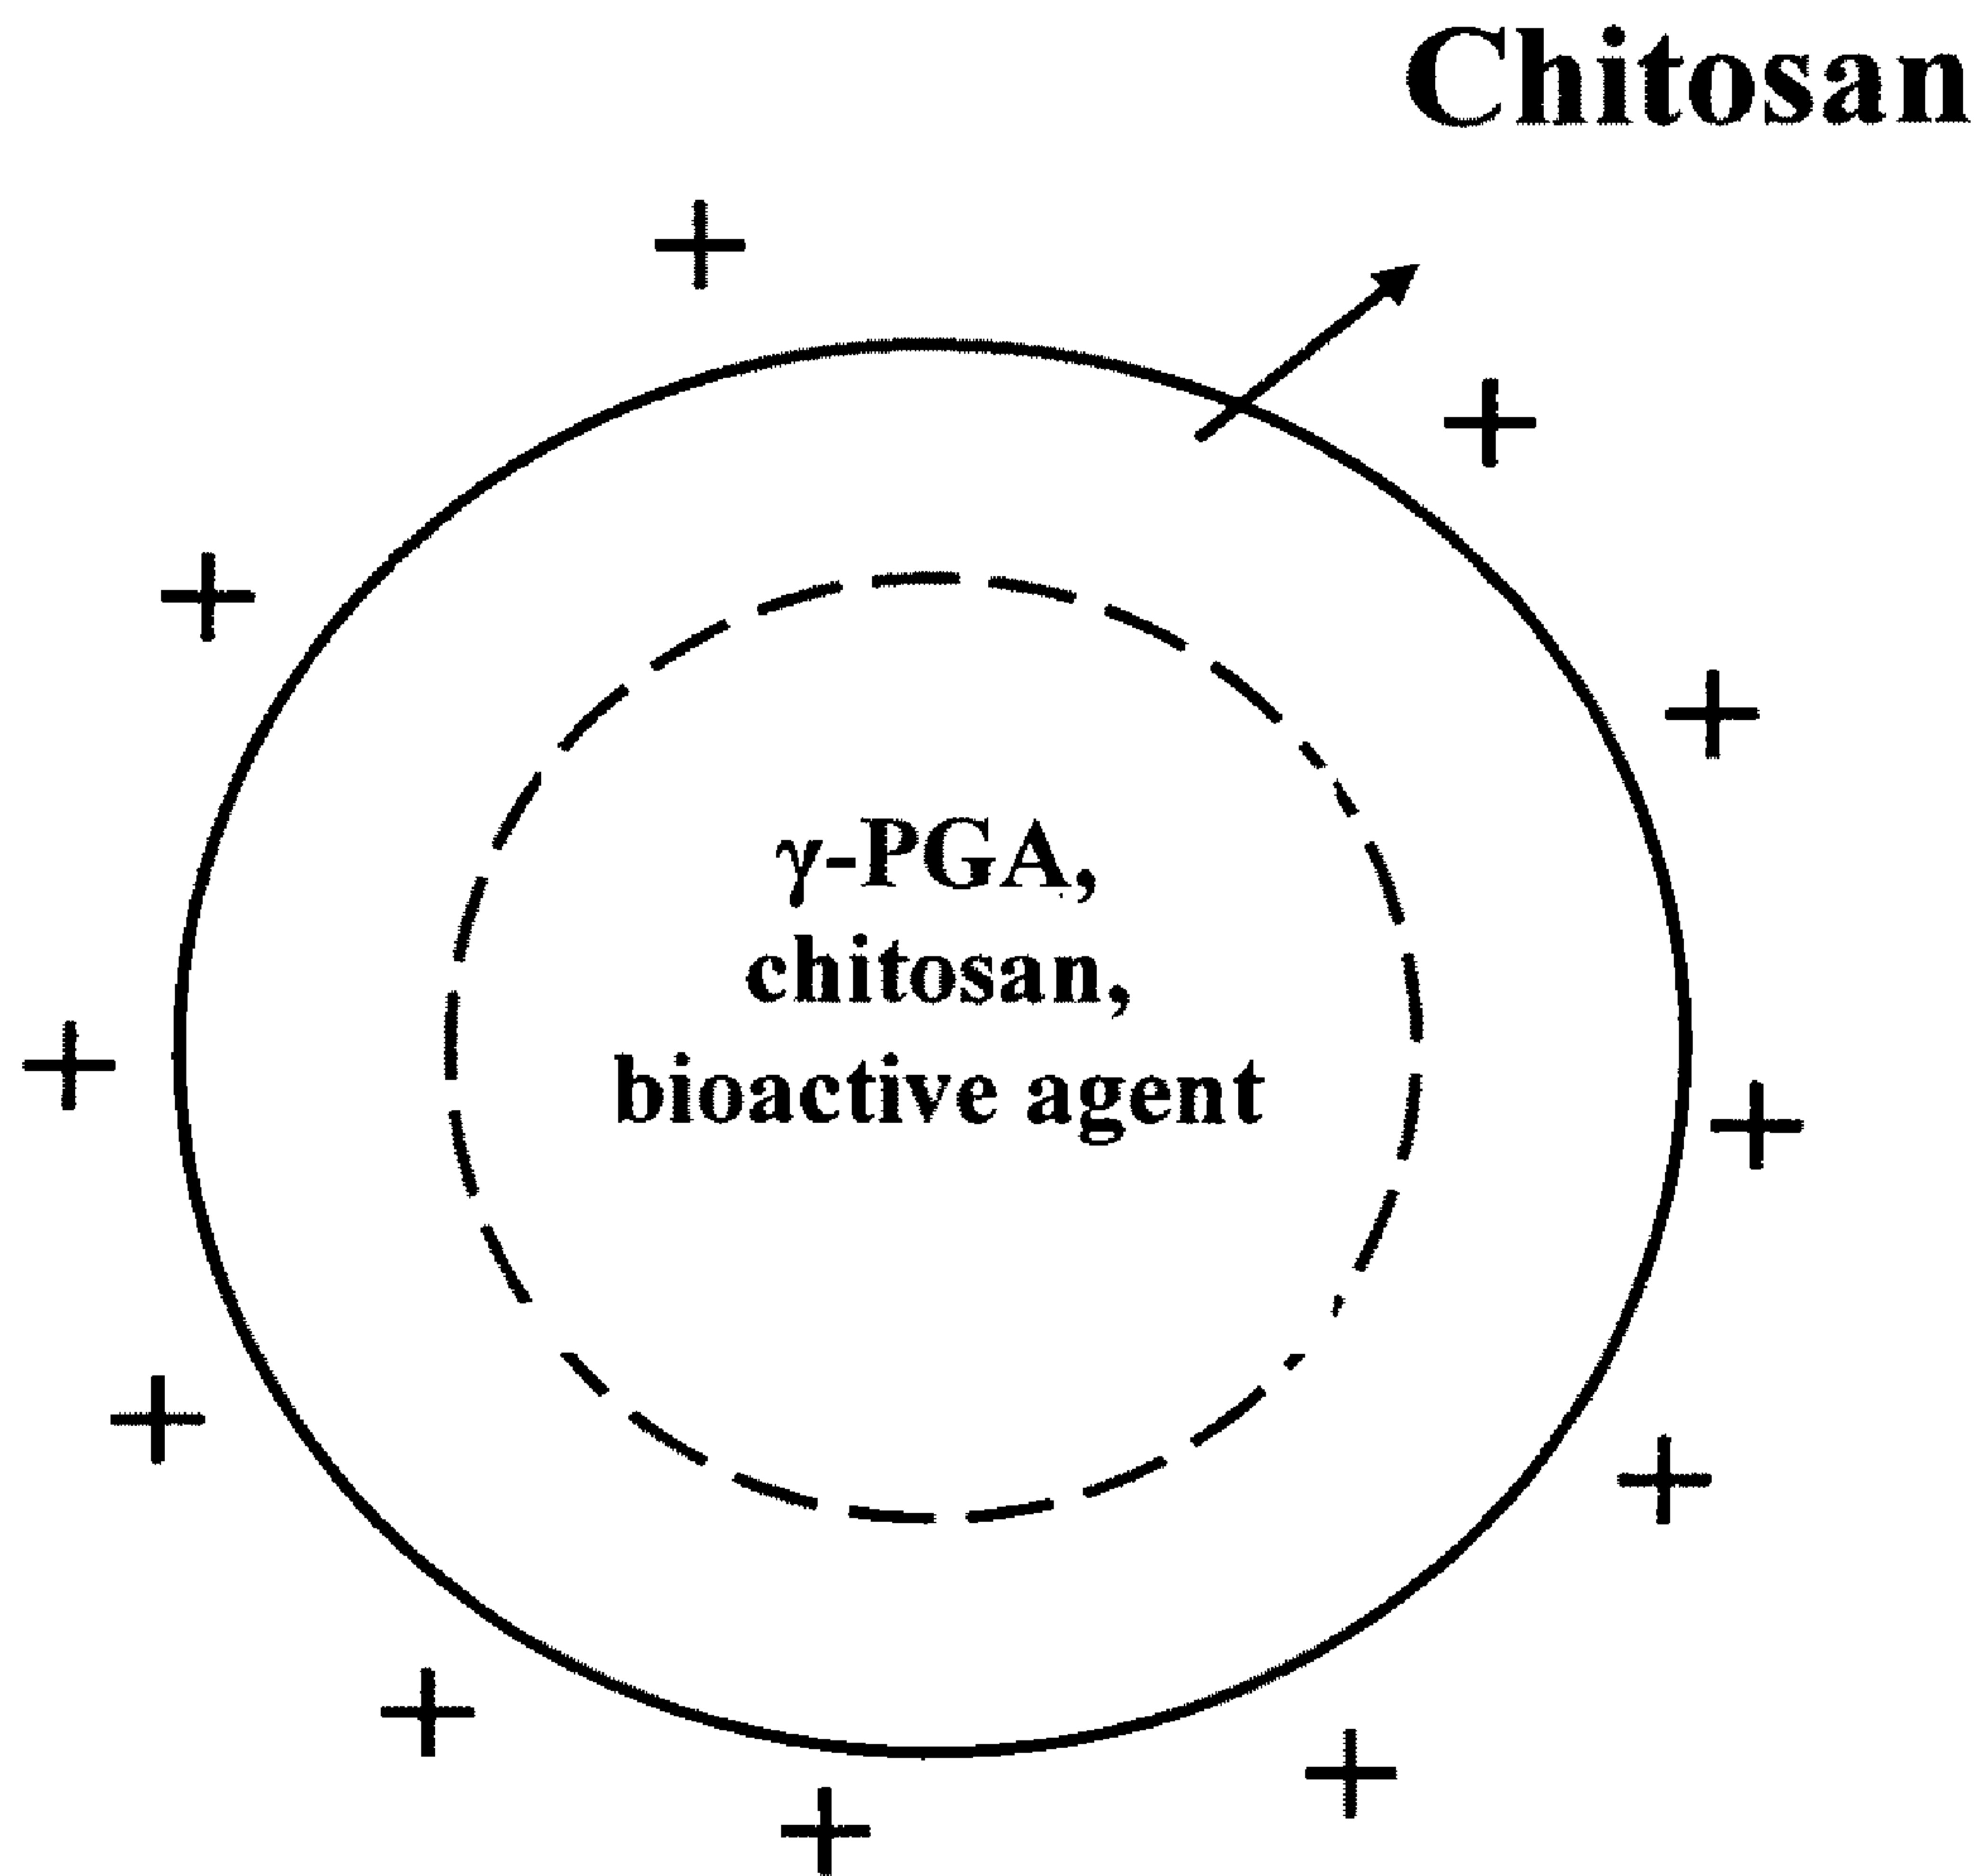 Chitosan
γ-PGA,
chitosan,
bioactive agent